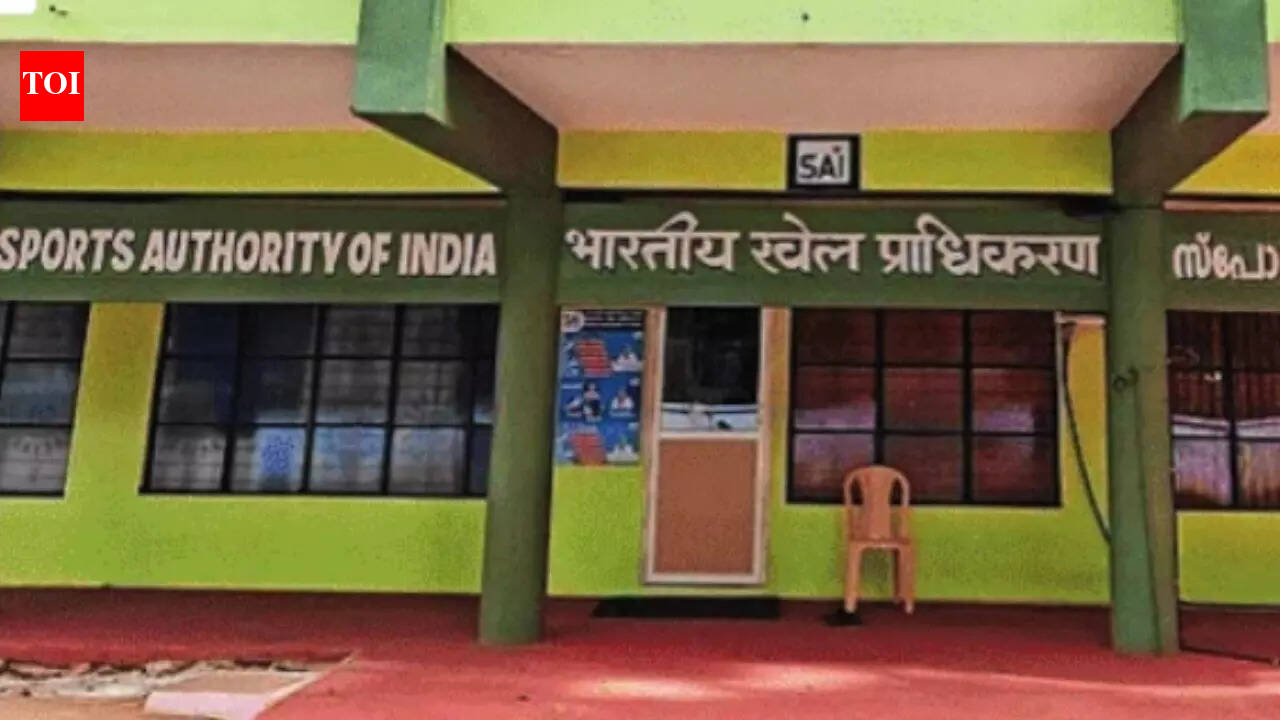 TOI
SAI
SPORTS AUTHORITY OF INDIA
भारतीय खेल प्राधिकरण
സ്പോ